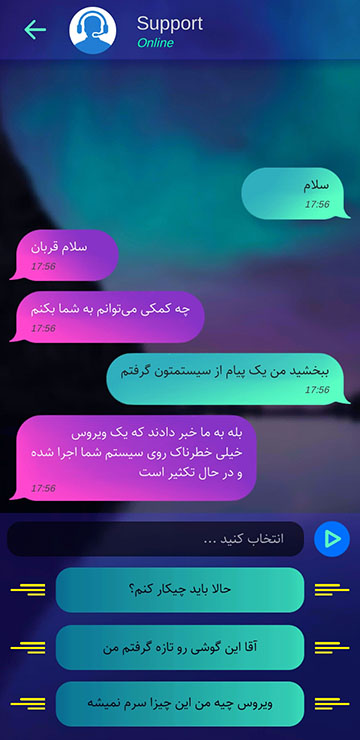 Support
Online
سلام
17:56
سلام قربان
17:56
چه کمکی می‌توانم به شما بکنم
17:56
ببخشید من یک پیام از سیستمتون گرفتم
17:56
بله به ما خبر دادند که یک ویروس
خیلی خطرناک روی سیستم شما اجرا شده
و در حال تکثیر است
17:56
انتخاب کنید ...
حالا باید چیکار کنم؟
آقا این گوشی رو تازه گرفتم من
ویروس چیه من این چیزا سرم نمیشه